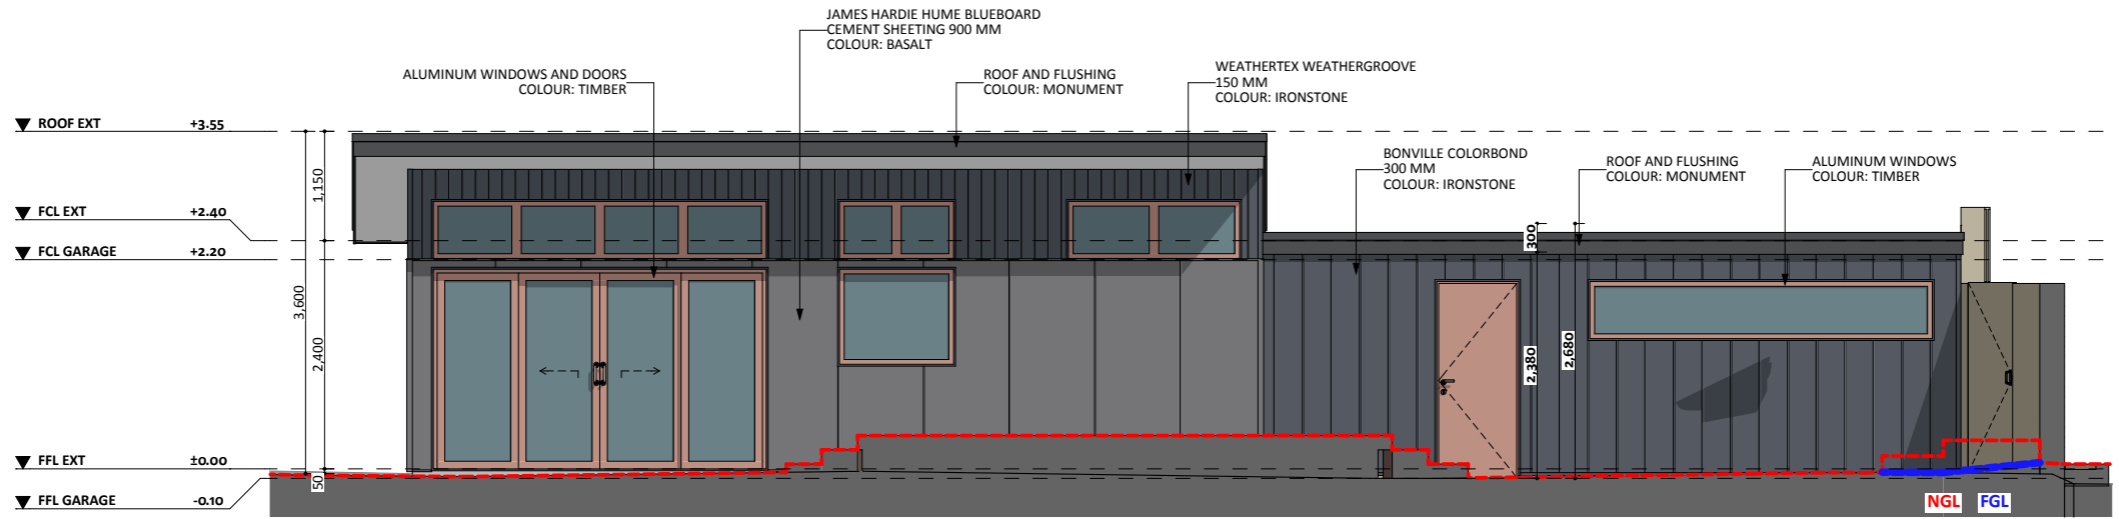 JAMES HARDIE HUME BLUEBOARD
CEMENT SHEETING 900 MM
COLOUR: BASALT
ALUMINUM WINDOWS AND DOORS
COLOUR: TIMBER
ROOF AND FLUSHING
COLOUR: MONUMENT
WEATHERTEX WEATHERGROOVE
150 MM
COLOUR: IRONSTONE
BONVILLE COLORBOND
300 MM
COLOUR: IRONSTONE
ROOF AND FLUSHING
COLOUR: MONUMENT
ALUMINUM WINDOWS
COLOUR: TIMBER
ROOF EXT +3.55
FCL EXT +2.40
FCL GARAGE +2.20
FFL EXT ±0.00
FFL GARAGE -0.10
3,600
1,150
2,400
50
300
2,380
2,680
NGL FGL